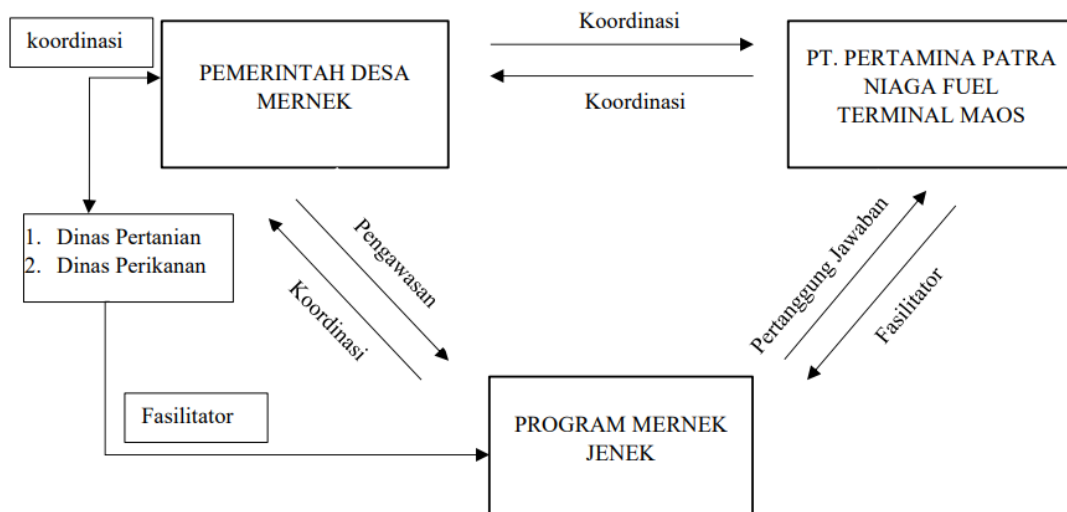 koordinasi
PEMERINTAH DESA
MERNEK
Koordinasi
Koordinasi
PT. PERTAMINA PATRA
NIAGA FUEL
TERMINAL MAOS
1. Dinas Pertanian
2. Dinas Perikanan
Pengawasan
Koordinasi
Pertanggung Jawaban
Fasilitator
Fasilitator
PROGRAM MERNEK
JENEK